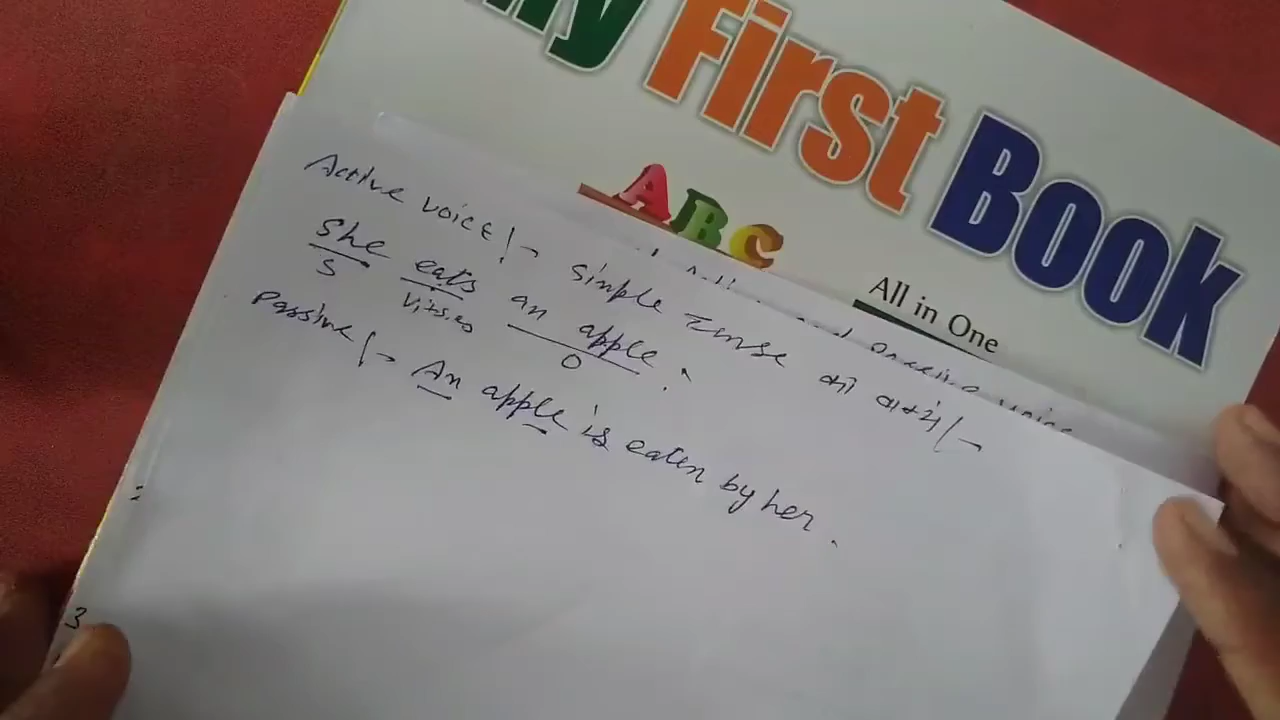 My First Book
ABC
All in One
Active voice :- Simple Tense की वाक्य :-
She eats an apple.
S V1+s,es O
Passive :- An apple is eaten by her.
3